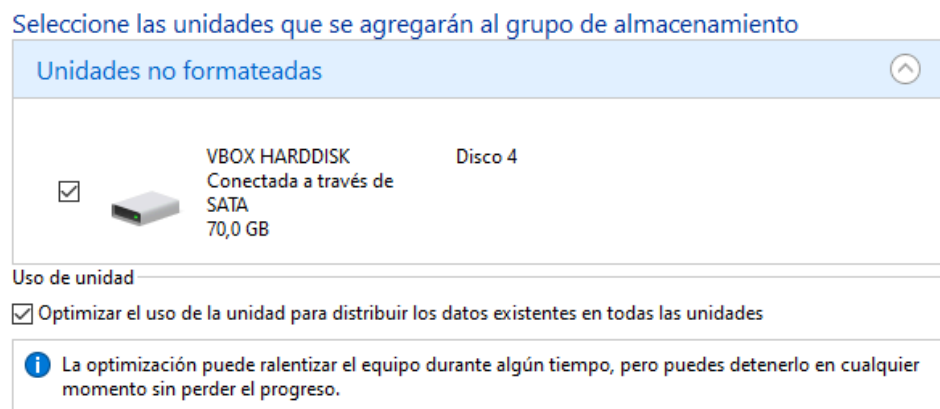 Seleccione las unidades que se agregarán al grupo de almacenamiento
Unidades no formateadas
VBOX HARDDISK Disco 4
Conectada a través de
SATA
70,0 GB
Uso de unidad
Optimizar el uso de la unidad para distribuir los datos existentes en todas las unidades
La optimización puede ralentizar el equipo durante algún tiempo, pero puedes detenerlo en cualquier
momento sin perder el progreso.